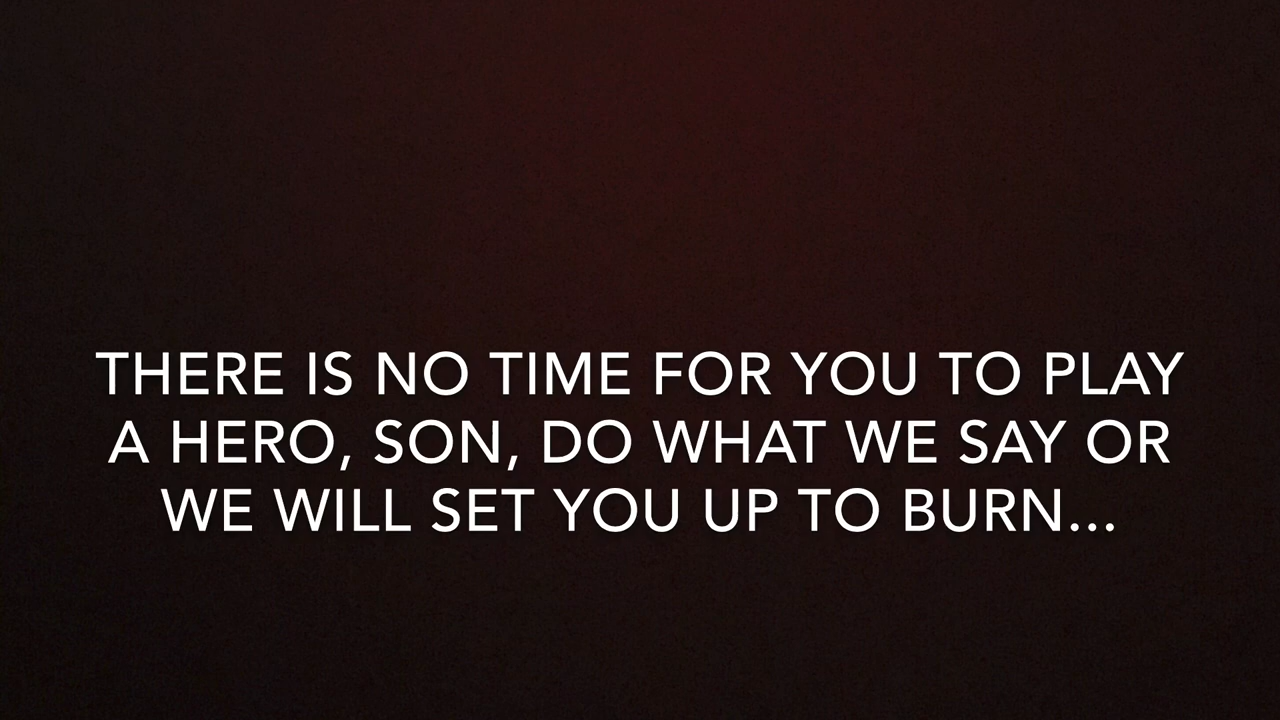 THERE IS NO TIME FOR YOU TO PLAY
A HERO, SON, DO WHAT WE SAY OR
WE WILL SET YOU UP TO BURN...